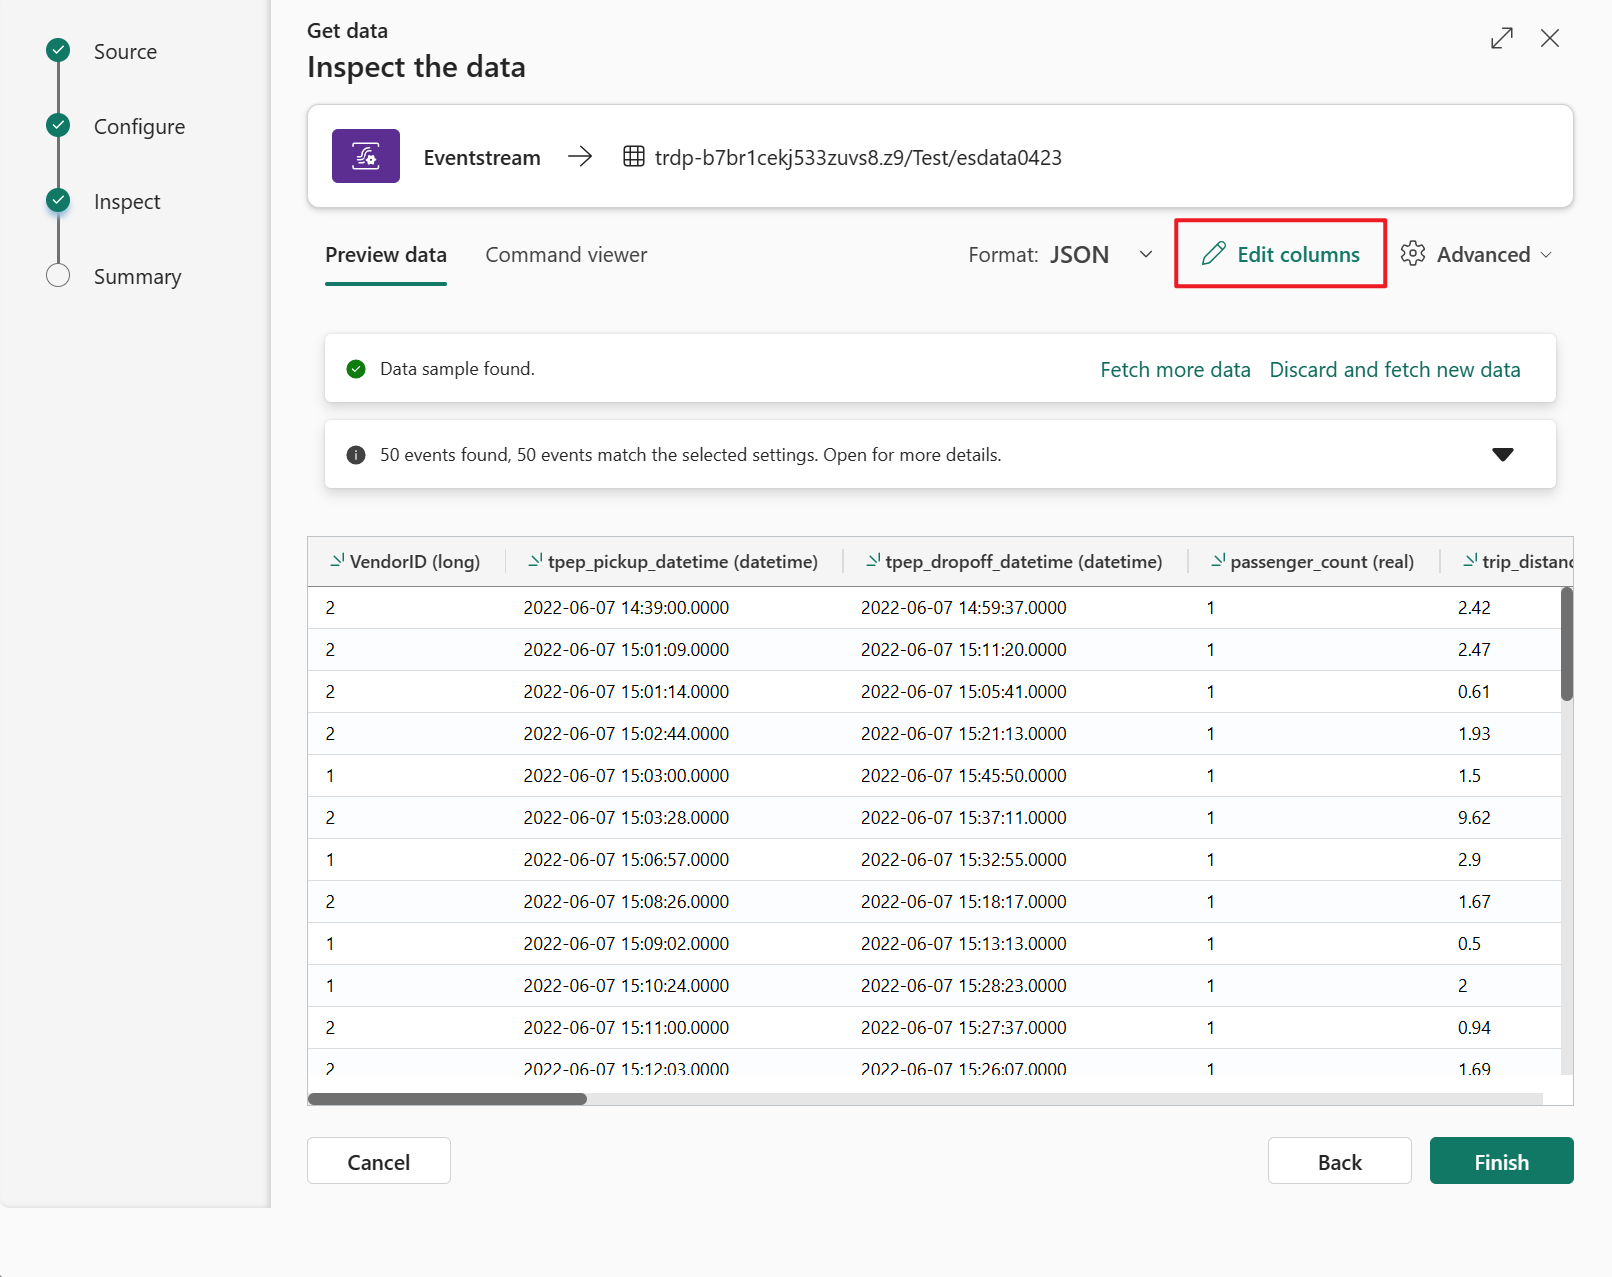 Source
Configure
Inspect
Summary
Get data
Inspect the data
Eventstream trdp-b7br1cekj533zuvs8.z9/Test/esdata0423
Preview data Command viewer Format: JSON Edit columns Advanced
Data sample found. Fetch more data Discard and fetch new data
50 events found, 50 events match the selected settings. Open for more details.
VendorID (long) tpep_pickup_datetime (datetime) tpep_dropoff_datetime (datetime) passenger_count (real) trip_distanc
2 2022-06-07 14:39:00.0000 2022-06-07 14:59:37.0000 1 2.42
2 2022-06-07 15:01:09.0000 2022-06-07 15:11:20.0000 1 2.47
2 2022-06-07 15:01:14.0000 2022-06-07 15:05:41.0000 1 0.61
2 2022-06-07 15:02:44.0000 2022-06-07 15:21:13.0000 1 1.93
1 2022-06-07 15:03:00.0000 2022-06-07 15:45:50.0000 1 1.5
2 2022-06-07 15:03:28.0000 2022-06-07 15:37:11.0000 1 9.62
1 2022-06-07 15:06:57.0000 2022-06-07 15:32:55.0000 1 2.9
2 2022-06-07 15:08:26.0000 2022-06-07 15:18:17.0000 1 1.67
1 2022-06-07 15:09:02.0000 2022-06-07 15:13:13.0000 1 0.5
1 2022-06-07 15:10:24.0000 2022-06-07 15:28:23.0000 1 2
2 2022-06-07 15:11:00.0000 2022-06-07 15:27:37.0000 1 0.94
2 2022-06-07 15:12:03.0000 2022-06-07 15:26:07.0000 1 1.69
Cancel Back Finish